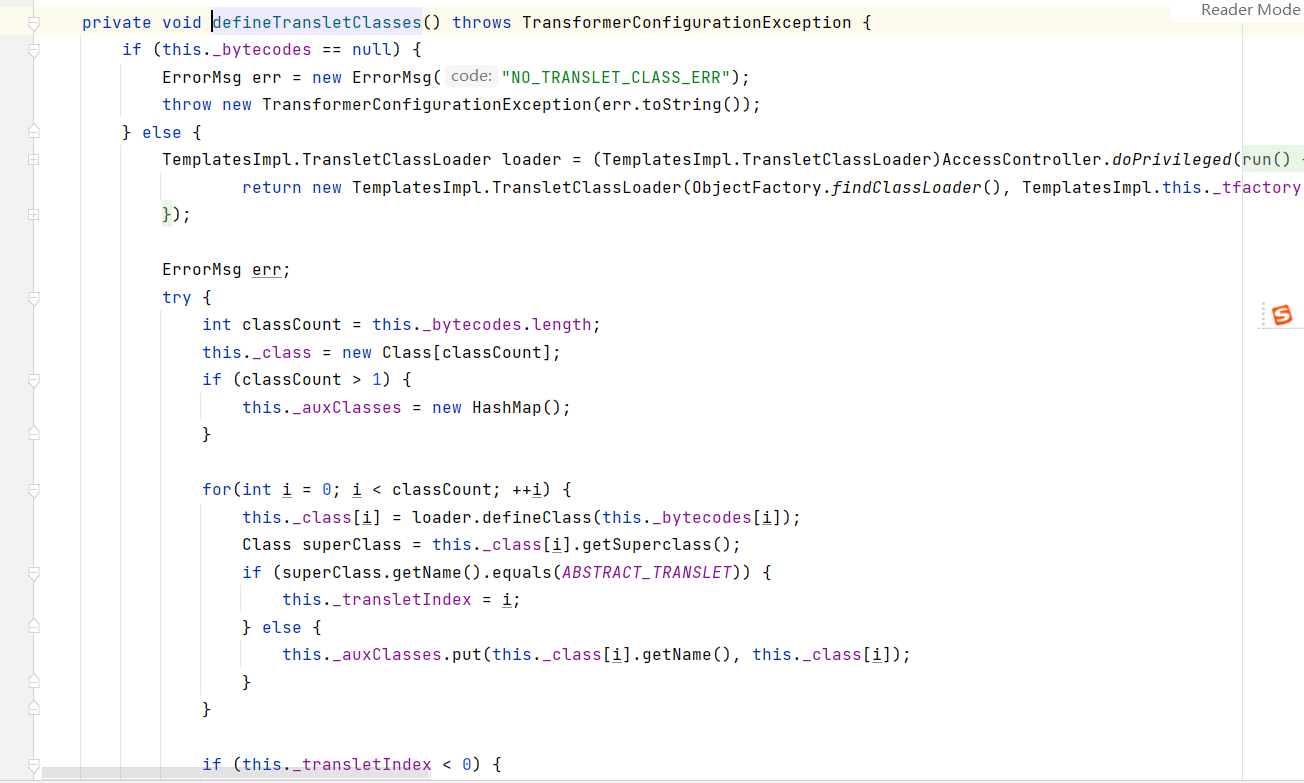 Reader Mode
private void defineTransletClasses() throws TransformerConfigurationException {
    if (this._bytecodes == null) {
        ErrorMsg err = new ErrorMsg( code: "NO_TRANSLET_CLASS_ERR");
        throw new TransformerConfigurationException(err.toString());
    } else {
        TemplatesImpl.TransletClassLoader loader = (TemplatesImpl.TransletClassLoader)AccessController.doPrivileged(run()
                return new TemplatesImpl.TransletClassLoader(ObjectFactory.findClassLoader(), TemplatesImpl.this._tfactory
        });

        ErrorMsg err;
        try {
            int classCount = this._bytecodes.length;
            this._class = new Class[classCount];
            if (classCount > 1) {
                this._auxClasses = new HashMap();
            }

            for(int i = 0; i < classCount; ++i) {
                this._class[i] = loader.defineClass(this._bytecodes[i]);
                Class superClass = this._class[i].getSuperclass();
                if (superClass.getName().equals(ABSTRACT_TRANSLET)) {
                    this._transletIndex = i;
                } else {
                    this._auxClasses.put(this._class[i].getName(), this._class[i]);
                }
            }

            if (this._transletIndex < 0) {